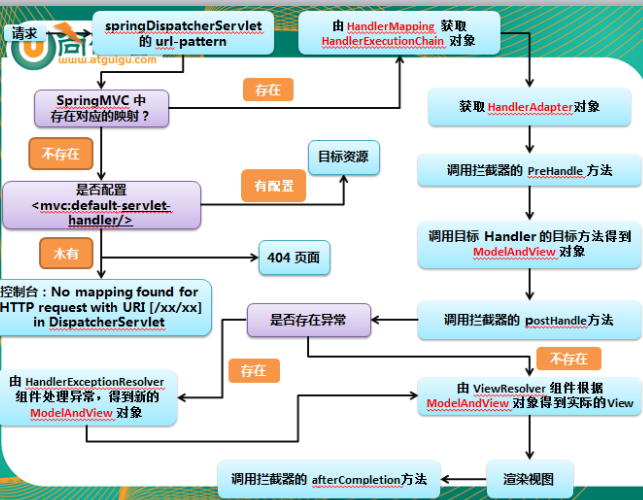 请求
www.atguigu.com
springDispatcherServlet
的 url-pattern
由 HandlerMapping 获取
HandlerExecutionChain 对象
SpringMVC 中
存在对应的映射？
存在
获取 HandlerAdapter对象
不存在
目标资源
调用拦截器的 PreHandle 方法
是否配置
<mvc:default-servlet-
handler/>
有配置
调用目标 Handler 的目标方法得到
ModelAndView 对象
木有
404 页面
控制台：No mapping found for
HTTP request with URI [/xx/xx]
in DispatcherServlet
是否存在异常
调用拦截器的 postHandle方法
存在
不存在
由 HandlerExceptionResolver
组件处理异常，得到新的
ModelAndView 对象
由 ViewResolver 组件根据
ModelAndView 对象得到实际的View
调用拦截器的 afterCompletion方法
渲染视图